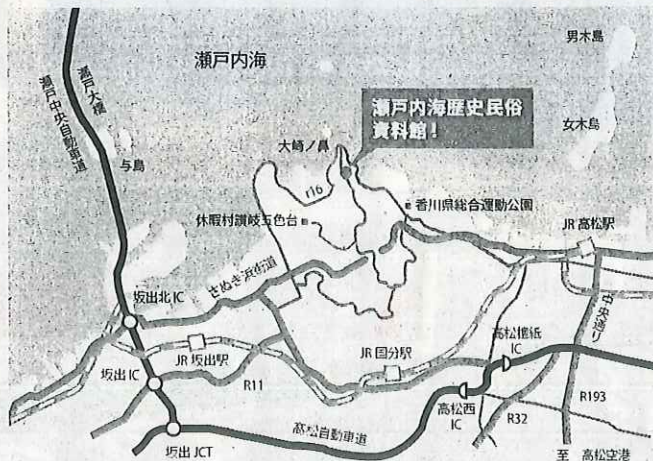 男木島
瀬戸内海
瀬戸大橋
瀬戸中央自動車道
瀬戸内海歴史民俗
資料館!
女木島
大崎ノ鼻
与島
r16
香川県総合運動公園
休暇村讃岐五色台
JR 高松駅
さぬき浜街道
坂出北 IC
中央通り
高松檀紙
IC
JR 坂出駅
JR 国分駅
坂出 IC
R11
R193
高松西
IC
R32
高松自動車道
坂出 JCT
至 高松空港